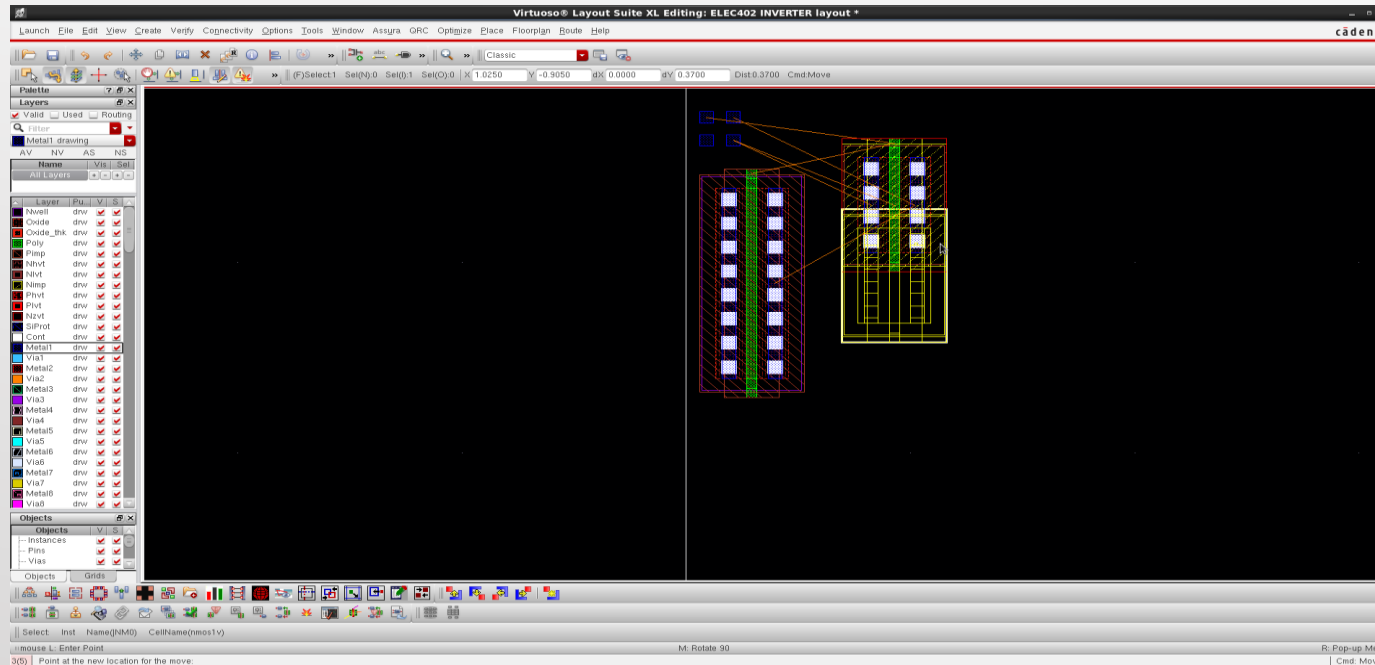 Virtuoso® Layout Suite XL Editing: ELEC402 INVERTER layout *
Launch File Edit View Create Verify Connectivity Options Tools Window Assura QRC Optimize Place Floorplan Route Help
cāden
Classic
(F)Select:1 Sel(N):0 Sel(I):1 Sel(O):0 X 1.0250 Y -0.9050 dX 0.0000 dY 0.3700 Dist:0.3700 Cmd:Move
Palette
Layers
Valid Used Routing
Filter
Metal1 drawing
AV NV AS NS
Name Vis Sel
All Layers
Layer Pu... V S
Nwell drw
Oxide drw
Oxide_thk drw
Poly drw
Pimp drw
Nhvt drw
Nlvt drw
Nimp drw
Phvt drw
Plvt drw
Nzvt drw
SiProt drw
Cont drw
Metal1 drw
Via1 drw
Metal2 drw
Via2 drw
Metal3 drw
Via3 drw
Metal4 drw
Via4 drw
Metal5 drw
Via5 drw
Metal6 drw
Via6 drw
Metal7 drw
Via7 drw
Metal8 drw
Via8 drw
Objects
Objects V S
Instances
Pins
Vias
Objects Grids
Select: Inst Name(|NM0) CellName(nmos1v)
mouse L: Enter Point M: Rotate 90 R: Pop-up Me
3(5) Point at the new location for the move: Cmd: Mov